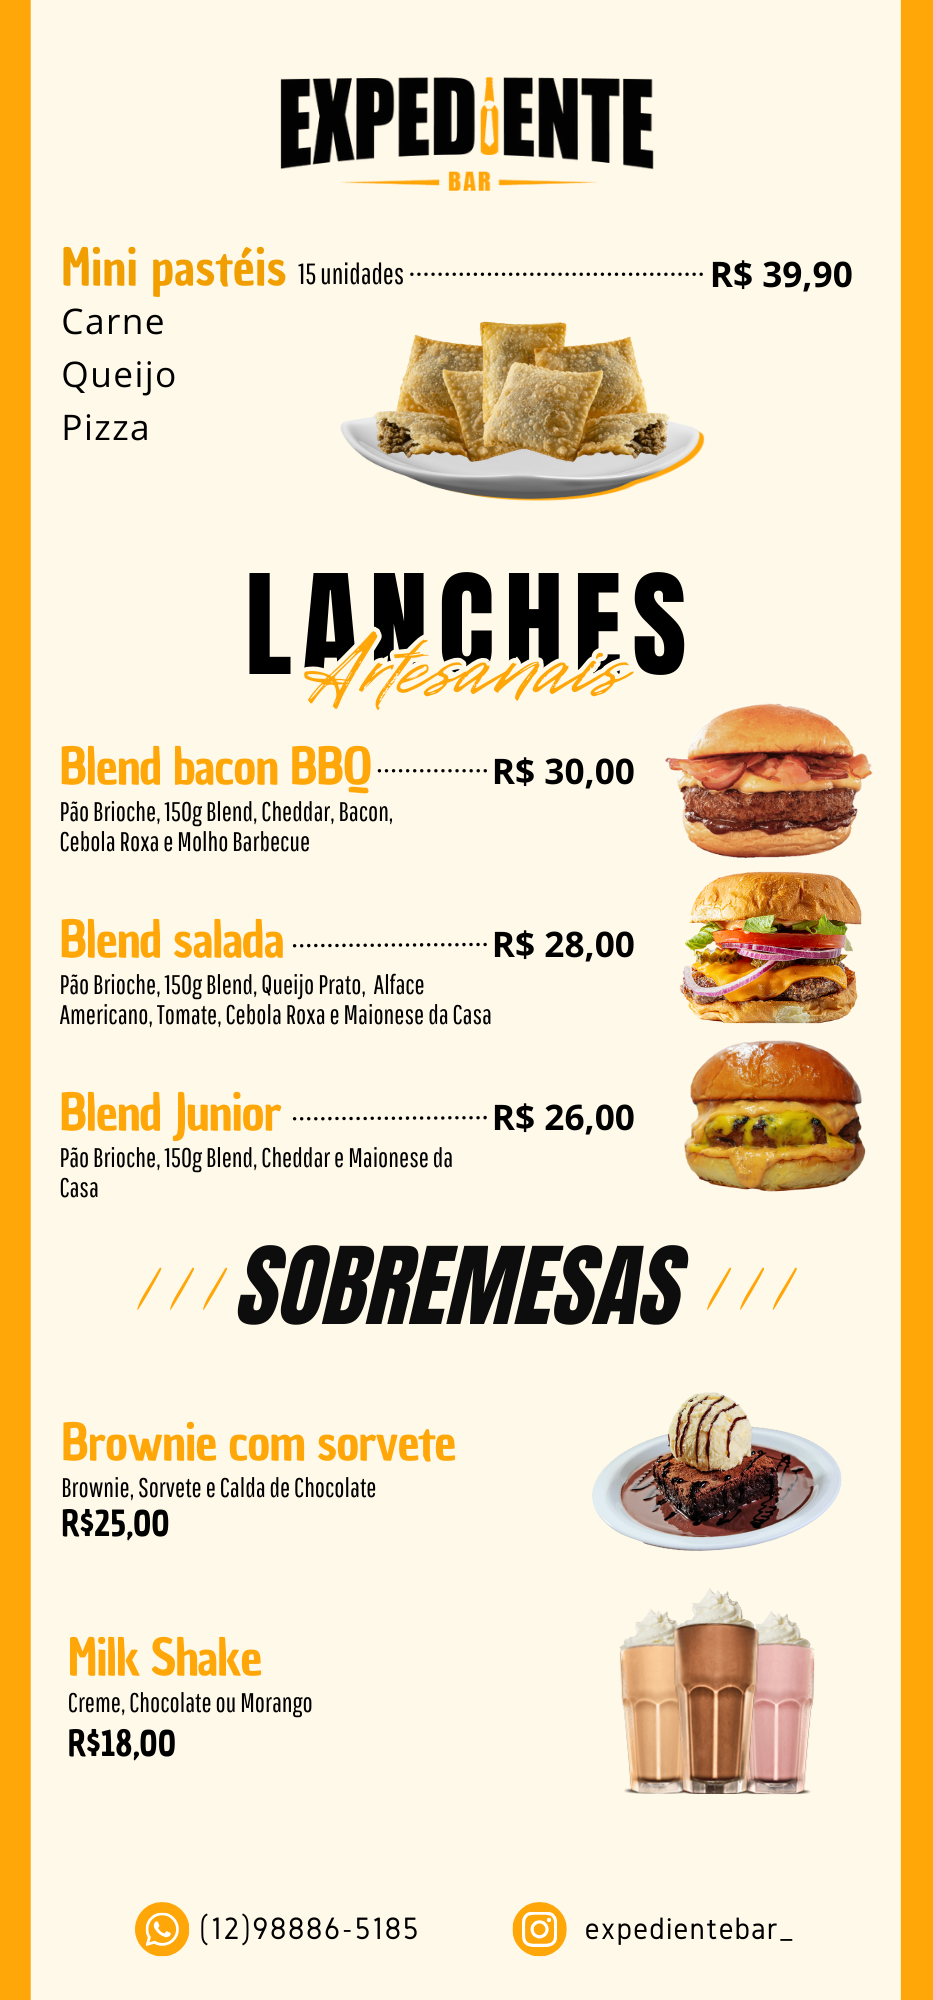 EXPEDIENTE
BAR
Mini pastéis 15 unidades R$ 39,90
Carne
Queijo
Pizza
LANCHES
Artesanais
Blend bacon BBQ R$ 30,00
Pão Brioche, 150g Blend, Cheddar, Bacon,
Cebola Roxa e Molho Barbecue
Blend salada R$ 28,00
Pão Brioche, 150g Blend, Queijo Prato, Alface
Americano, Tomate, Cebola Roxa e Maionese da Casa
Blend Junior R$ 26,00
Pão Brioche, 150g Blend, Cheddar e Maionese da
Casa
SOBREMESAS
Brownie com sorvete
Brownie, Sorvete e Calda de Chocolate
R$25,00
Milk Shake
Creme, Chocolate ou Morango
R$18,00
(12)98886-5185
expedientebar_